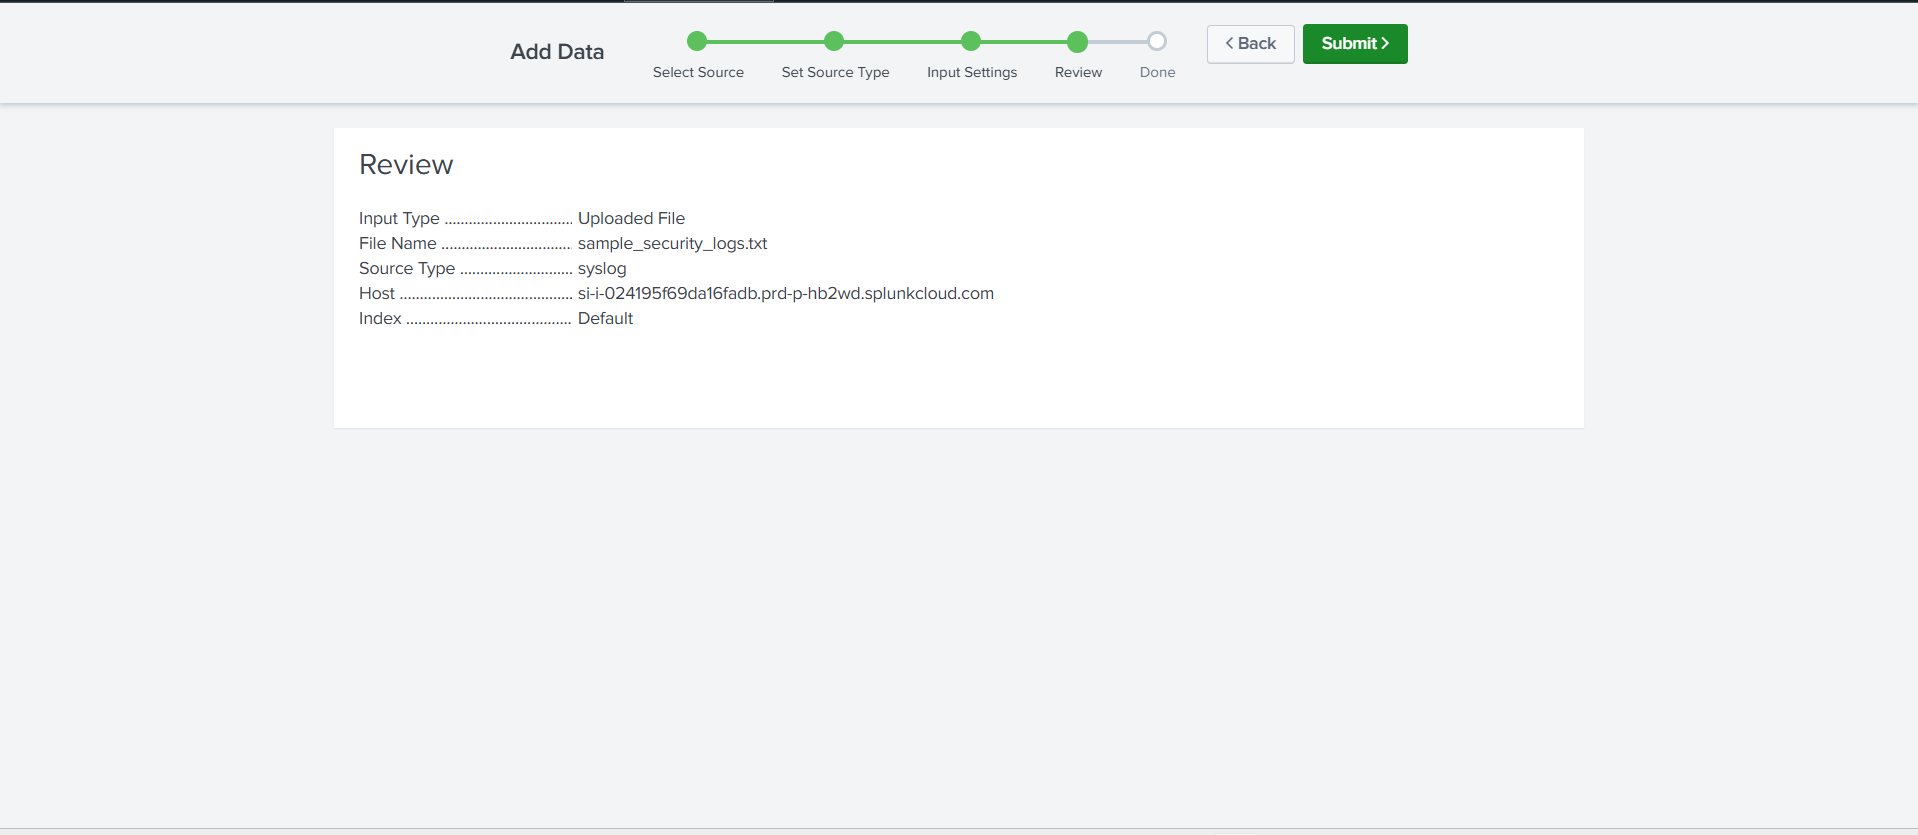 Add Data
Select Source
Set Source Type
Input Settings
Review
Done
Back
Submit
Review
Input Type ................................ Uploaded File
File Name ................................ sample_security_logs.txt
Source Type ............................ syslog
Host ........................................... si-i-024195f69da16fadb.prd-p-hb2wd.splunkcloud.com
Index ......................................... Default